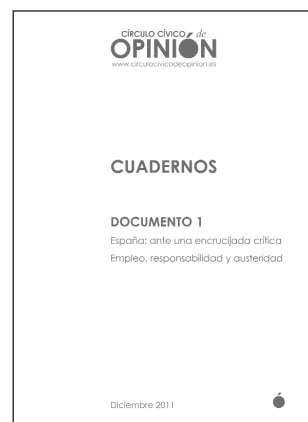 CÍRCULO CÍVICO de
OPINIÓN
www.circulocivicodeopinion.es
CUADERNOS
DOCUMENTO 1
España: ante una encrucijada crítica
Empleo, responsabilidad y austeridad
Diciembre 2011